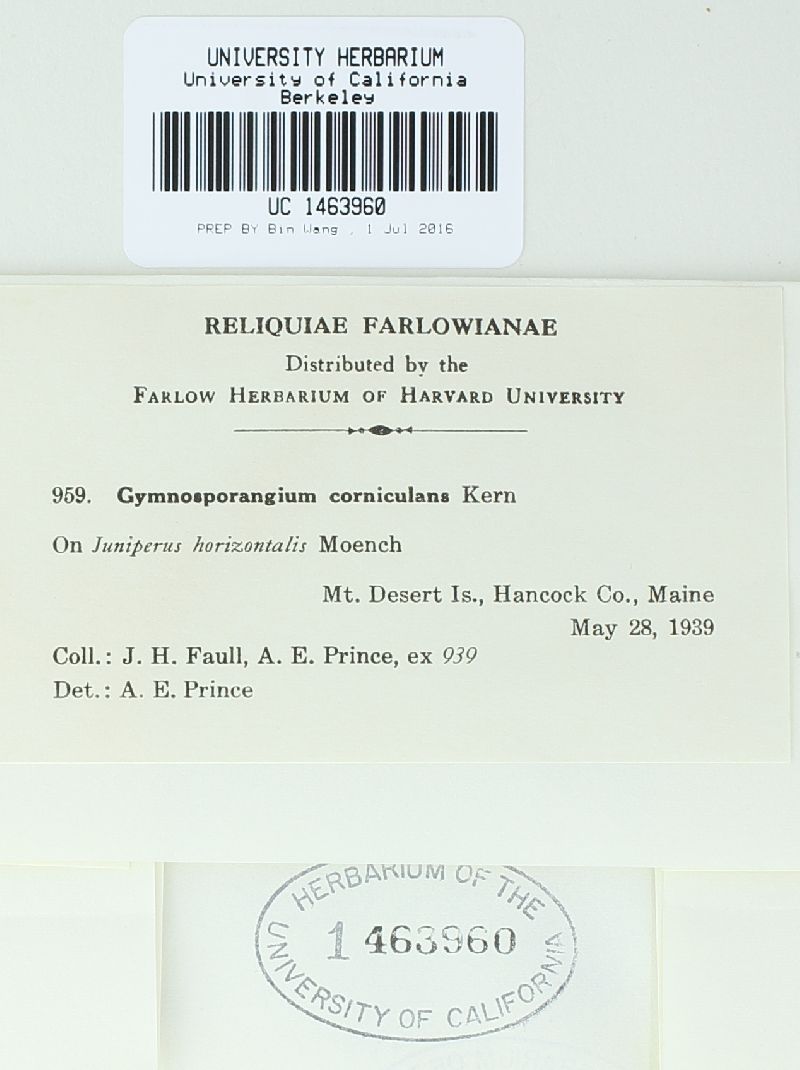 UNIVERSITY HERBARIUM
University of California
Berkeley
UC 1463960
PREP BY Bin Wang , 1 Jul 2016
RELIQUIAE FARLOWIANAE
Distributed by the
FARLOW HERBARIUM OF HARVARD UNIVERSITY
959. Gymnosporangium corniculans Kern
On Juniperus horizontalis Moench
Mt. Desert Is., Hancock Co., Maine
May 28, 1939
Coll.: J. H. Faull, A. E. Prince, ex 939
Det.: A. E. Prince
HERBARIUM OF THE
1463960
UNIVERSITY OF CALIFORNIA